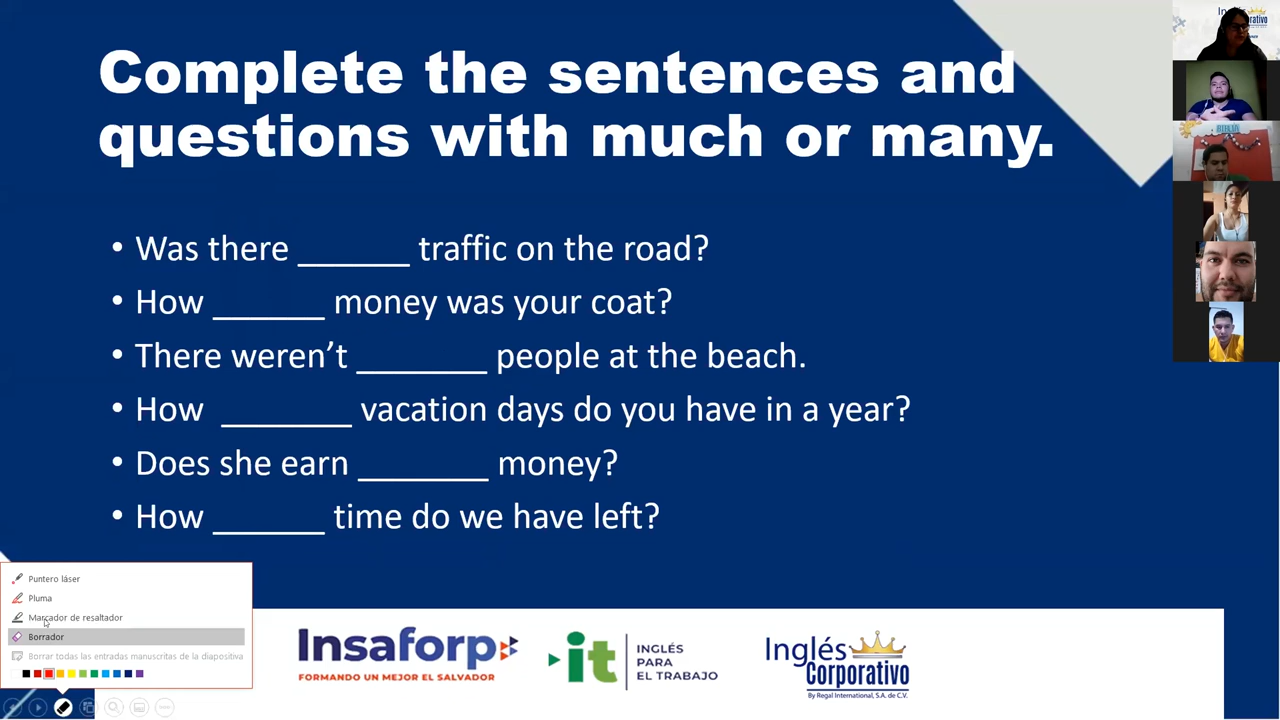 Complete the sentences and
questions with much or many.
• Was there ______ traffic on the road?
• How ______ money was your coat?
• There weren’t _______ people at the beach.
• How _______ vacation days do you have in a year?
• Does she earn _______ money?
• How ______ time do we have left?
Puntero láser
Pluma
Marcador de resaltador
Borrador
Borrar todas las entradas manuscritas de la diapositiva
Insaforp
FORMANDO UN MEJOR EL SALVADOR
it
INGLÉS
PARA
EL TRABAJO
Inglés
Corporativo
By Regal International, S.A. de C.V.